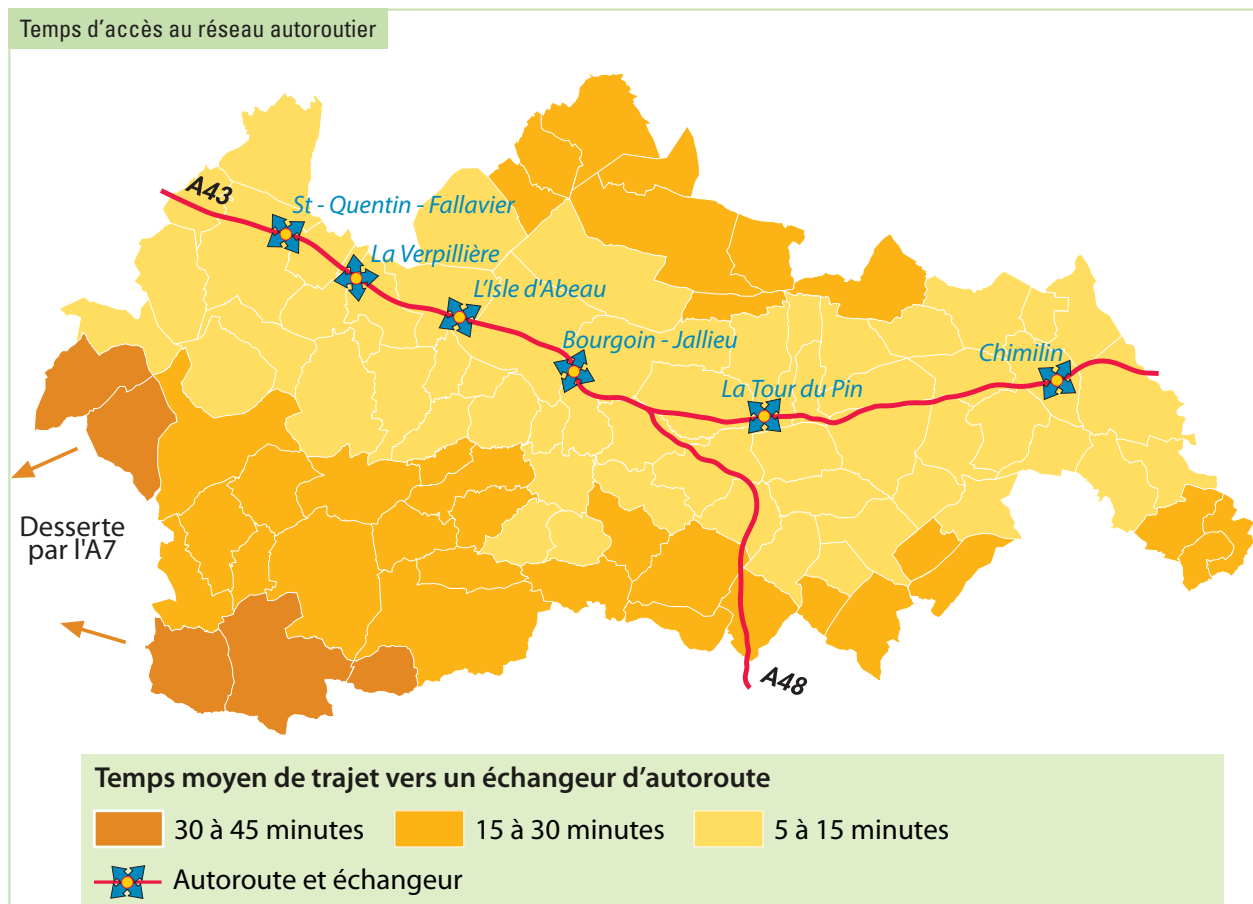 Temps d'accès au réseau autoroutier
A43
St - Quentin - Fallavier
La Verpillière
L'Isle d'Abeau
Bourgoin - Jallieu
Chimilin
La Tour du Pin
Desserte
par l'A7
A48
Temps moyen de trajet vers un échangeur d'autoroute
30 à 45 minutes
15 à 30 minutes
5 à 15 minutes
Autoroute et échangeur